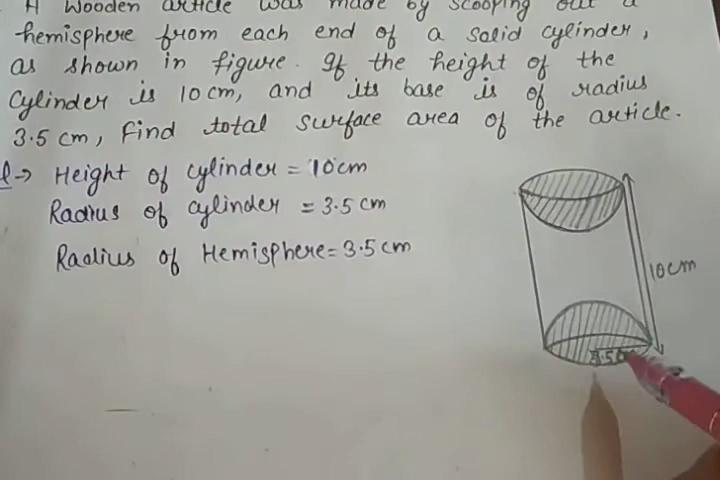 A Wooden article was made by scooping out a
hemisphere from each end of a solid cylinder,
as shown in figure. If the height of the
Cylinder is 10 cm, and its base is of radius
3.5 cm, Find total surface area of the article.
Height of cylinder = 10cm
Radius of cylinder = 3.5 cm
Radius of Hemisphere = 3.5 cm
10cm
3.5